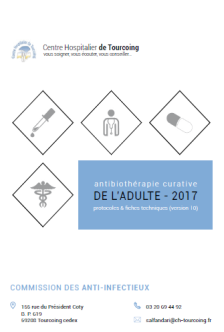 Centre Hospitalier de Tourcoing
vous soigner, vous écouter, vous conseiller...
antibiothérapie curative
DE L'ADULTE - 2017
protocoles & fiches techniques (version 10)
COMMISSION DES ANTI-INFECTIEUX
155 rue du Président Coty
B. P 619
59208 Tourcoing cedex
03 20 69 44 92
calfandari@ch-tourcoing.fr